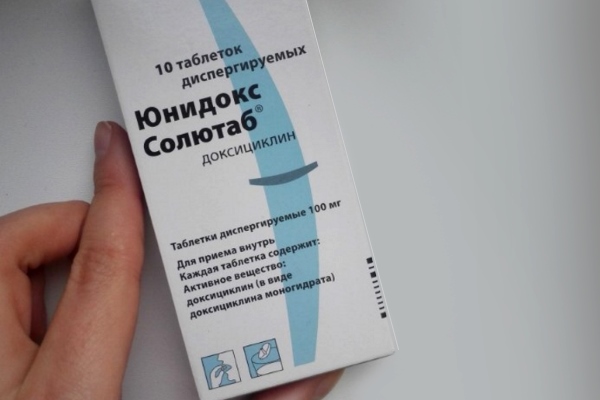 10 таблеток
диспергируемых
Юнидокс
Солютаб®
доксициклин
Таблетки диспергируемые 100 мг
Для приема внутрь
Каждая таблетка содержит:
Активное вещество:
доксициклин (в виде
доксициклина моногидрата)